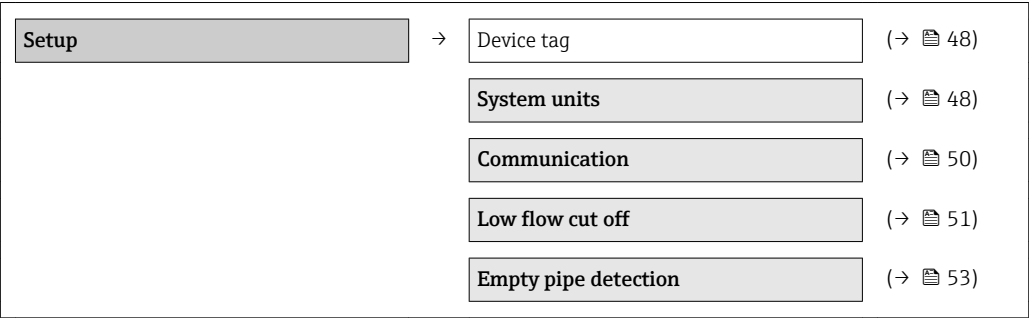 Setup → Device tag (→ 48)
System units (→ 48)
Communication (→ 50)
Low flow cut off (→ 51)
Empty pipe detection (→ 53)